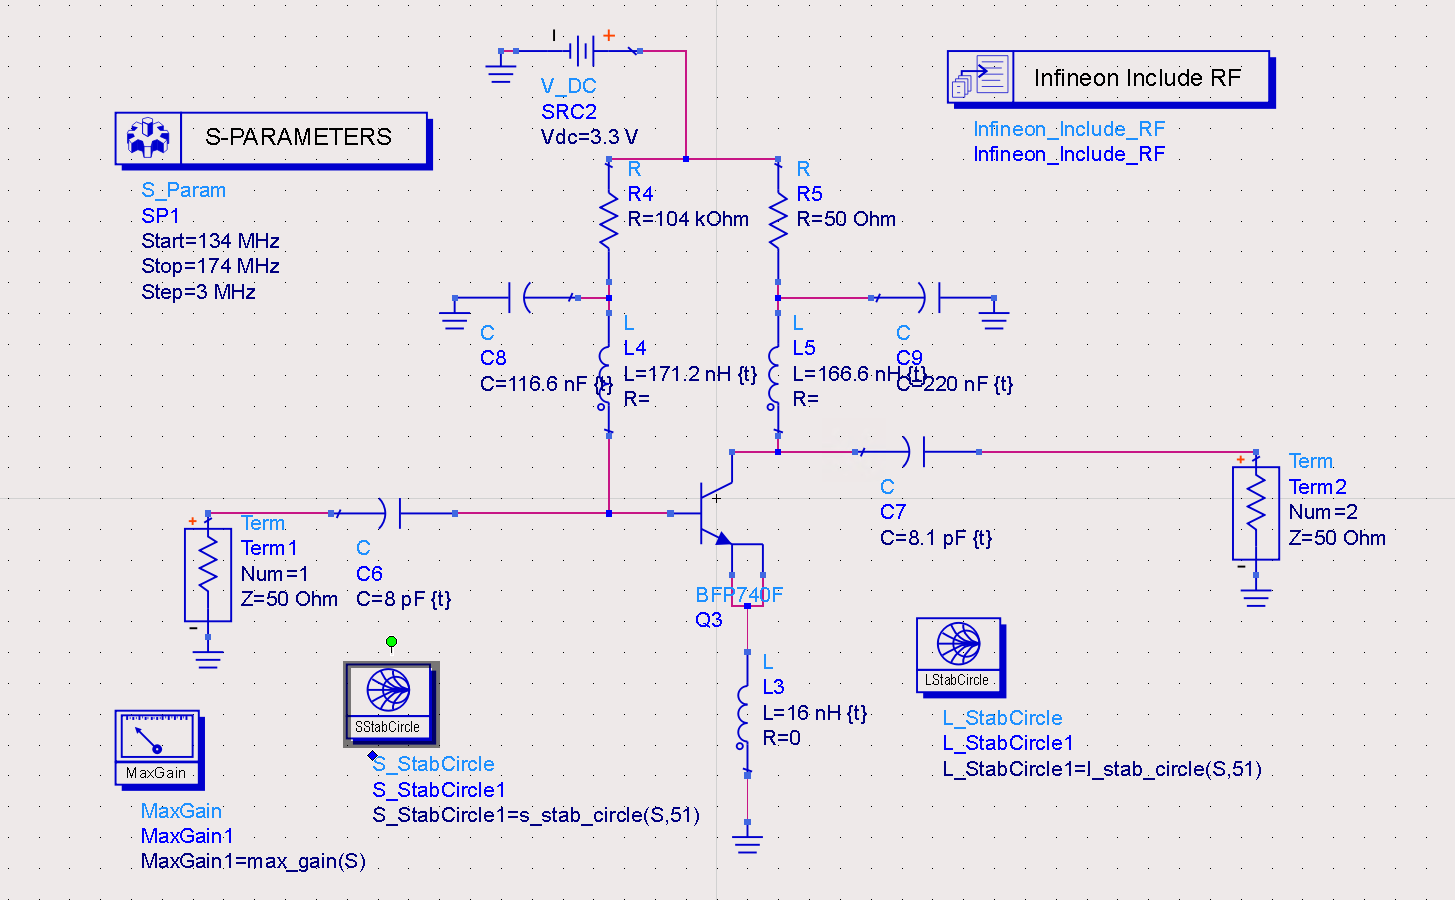 V_DC
SRC2
Vdc=3.3 V
Infineon Include RF
Infineon_Include_RF
Infineon_Include_RF
S-PARAMETERS
S_Param
SP1
Start=134 MHz
Stop=174 MHz
Step=3 MHz
R
R4
R=104 kOhm
R
R5
R=50 Ohm
C
C8
C=116.6 nF {t}
L
L4
L=171.2 nH {t}
R=
L
L5
L=166.6 nH {t}
R=
C
C9
C=220 nF {t}
Term
Term1
Num=1
Z=50 Ohm
C
C6
C=8 pF {t}
C
C7
C=8.1 pF {t}
Term
Term2
Num=2
Z=50 Ohm
BFP740F
Q3
L
L3
L=16 nH {t}
R=0
SStabCircle
S_StabCircle
S_StabCircle1
S_StabCircle1=s_stab_circle(S,51)
LStabCircle
L_StabCircle
L_StabCircle1
L_StabCircle1=l_stab_circle(S,51)
MaxGain
MaxGain
MaxGain1
MaxGain1=max_gain(S)